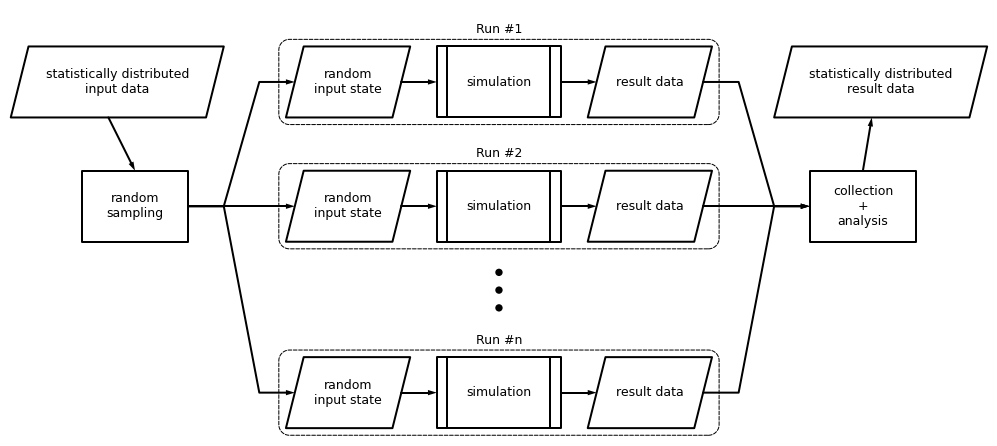 statistically distributed
input data
random
sampling
Run #1
random
input state
simulation
result data
Run #2
random
input state
simulation
result data
Run #n
random
input state
simulation
result data
collection
+
analysis
statistically distributed
result data